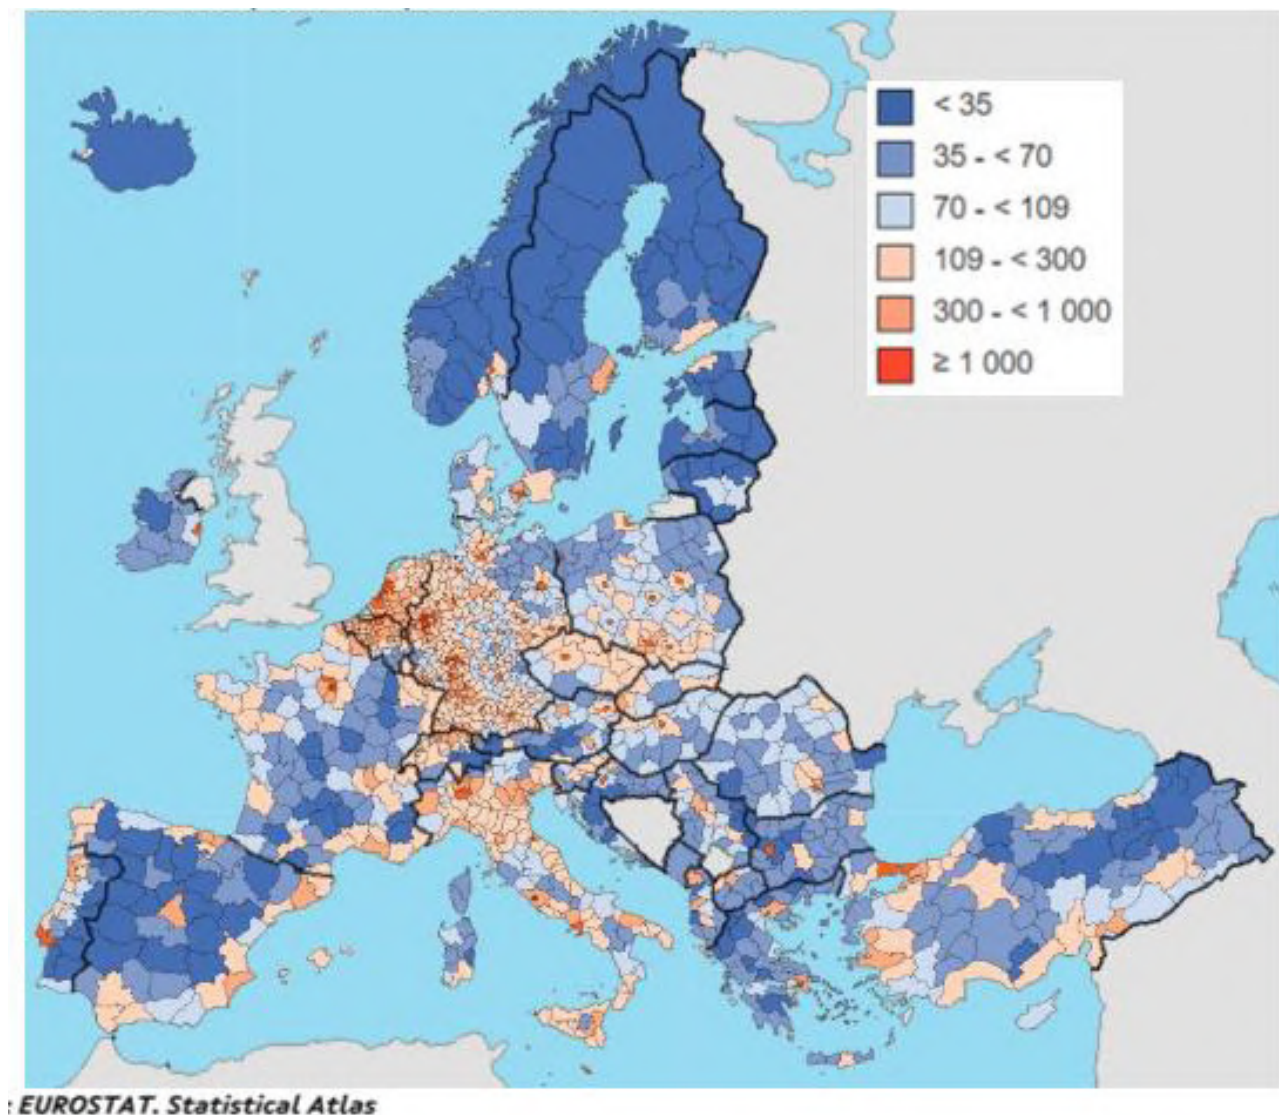 < 35
35 - < 70
70 - < 109
109 - < 300
300 - < 1 000
≥ 1 000
: EUROSTAT. Statistical Atlas